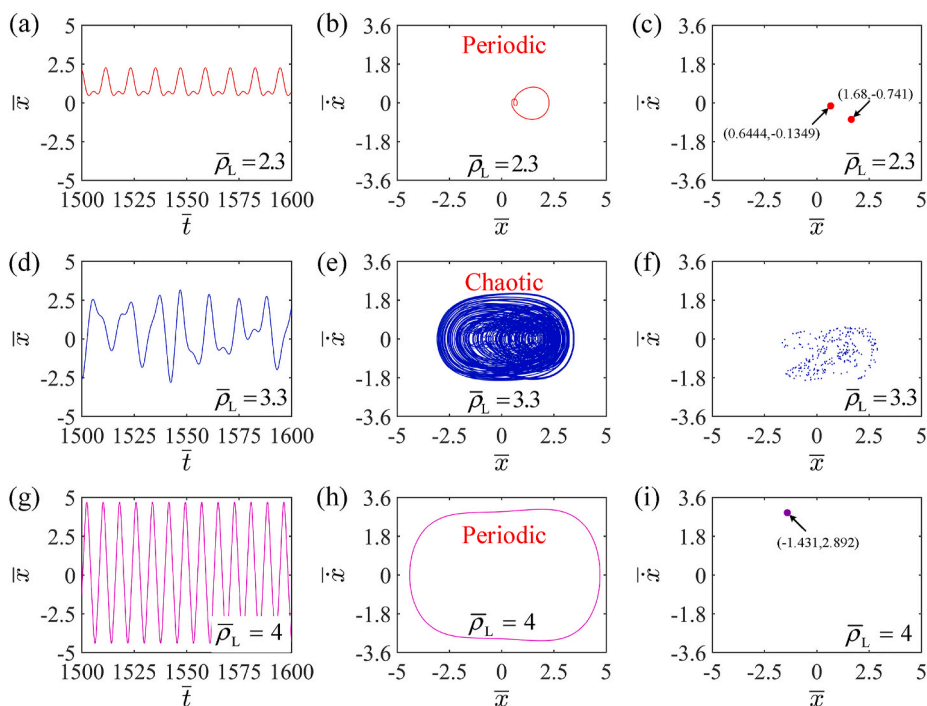 (a)
5
2.5
0
-2.5
-5
x̅
ρ̅L=2.3
1500 1525 1550 1575 1600
t̅
(b)
3.6
1.8
0
-1.8
-3.6
ẋ̅
Periodic
ρ̅L=2.3
-5 -2.5 0 2.5 5
x̅
(c)
3.6
1.8
0
-1.8
-3.6
ẋ̅
(1.68,-0.741)
(0.6444,-0.1349)
ρ̅L=2.3
-5 -2.5 0 2.5 5
x̅
(d)
5
2.5
0
-2.5
-5
x̅
ρ̅L=3.3
1500 1525 1550 1575 1600
t̅
(e)
3.6
1.8
0
-1.8
-3.6
ẋ̅
Chaotic
ρ̅L=3.3
-5 -2.5 0 2.5 5
x̅
(f)
3.6
1.8
0
-1.8
-3.6
ẋ̅
ρ̅L=3.3
-5 -2.5 0 2.5 5
x̅
(g)
5
2.5
0
-2.5
-5
x̅
ρ̅L = 4
1500 1525 1550 1575 1600
t̅
(h)
3.6
1.8
0
-1.8
-3.6
ẋ̅
Periodic
ρ̅L = 4
-5 -2.5 0 2.5 5
x̅
(i)
3.6
1.8
0
-1.8
-3.6
ẋ̅
(-1.431,2.892)
ρ̅L = 4
-5 -2.5 0 2.5 5
x̅